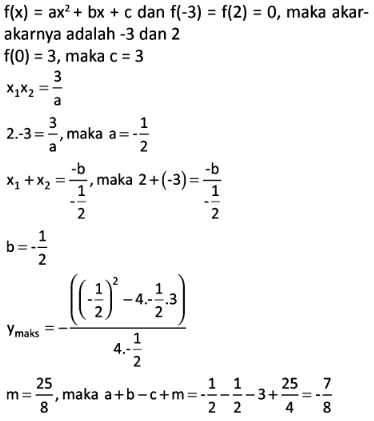 f(x) = ax² + bx + c dan f(-3) = f(2) = 0, maka akar-
akarnya adalah -3 dan 2
f(0) = 3, maka c = 3
x₁x₂ = 3/a
2.-3 = 3/a, maka a = -1/2
x₁ + x₂ = -b/(-1/2), maka 2+(-3) = -b/(-1/2)
b = -1/2
yₘₐₖₛ = -((-1/2)² - 4.-1/2.3)/(4.-1/2)
m = 25/8, maka a+b-c+m = -1/2 - 1/2 - 3 + 25/4 = -7/8